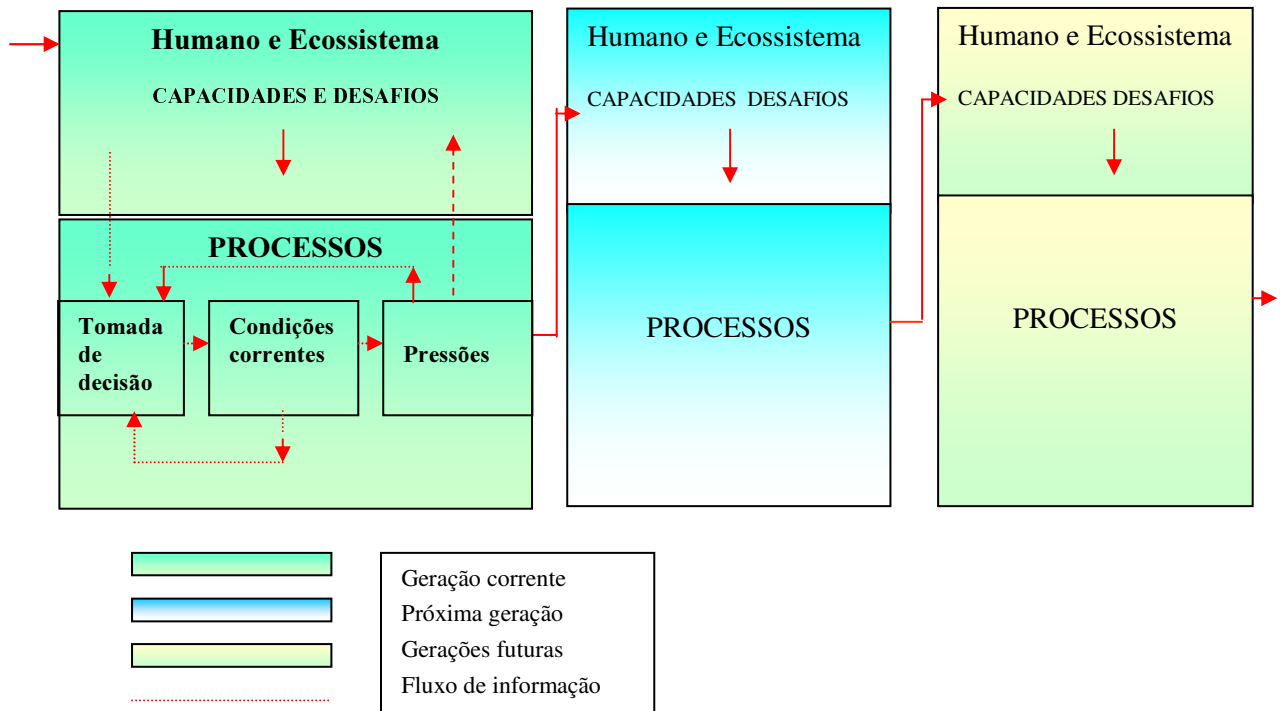 Humano e Ecossistema
CAPACIDADES E DESAFIOS
PROCESSOS
Tomada
de
decisão
Condições
correntes
Pressões
Humano e Ecossistema
CAPACIDADES DESAFIOS
PROCESSOS
Humano e Ecossistema
CAPACIDADES DESAFIOS
PROCESSOS
Geração corrente
Próxima geração
Gerações futuras
Fluxo de informação